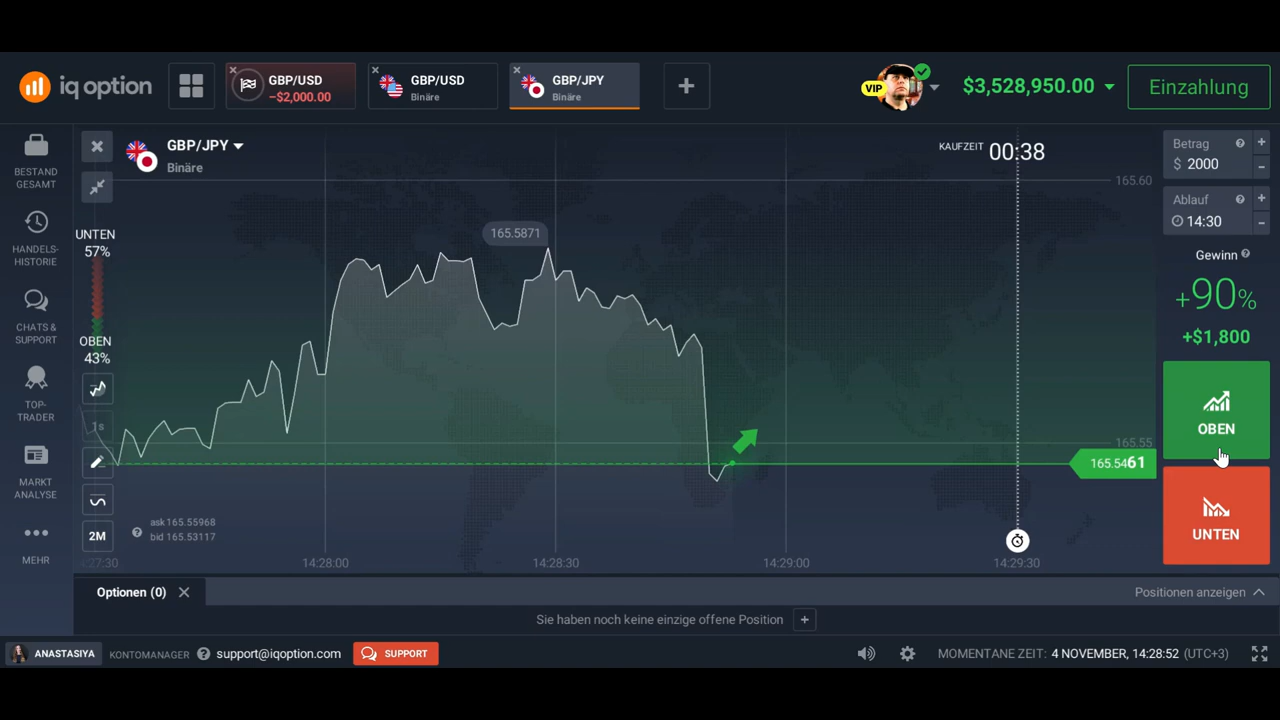 iq option
GBP/USD
–$2,000.00
GBP/USD
Binäre
GBP/JPY
Binäre
VIP
$3,528,950.00
Einzahlung
BESTAND
GESAMT
HANDELS-
HISTORIE
CHATS &
SUPPORT
TOP-
TRADER
MARKT
ANALYSE
MEHR
GBP/JPY
Binäre
UNTEN
57%
OBEN
43%
1s
2M
ask 165.55968
bid 165.53117
165.5871
KAUFZEIT 00:38
165.60
165.55
165.5461
:27:30
14:28:00
14:28:30
14:29:00
14:29:30
Betrag
$ 2000
Ablauf
14:30
Gewinn
+90%
+$1,800
OBEN
UNTEN
Optionen (0)
Positionen anzeigen
Sie haben noch keine einzige offene Position
ANASTASIYA
KONTOMANAGER
support@iqoption.com
SUPPORT
MOMENTANE ZEIT: 4 NOVEMBER, 14:28:52 (UTC+3)